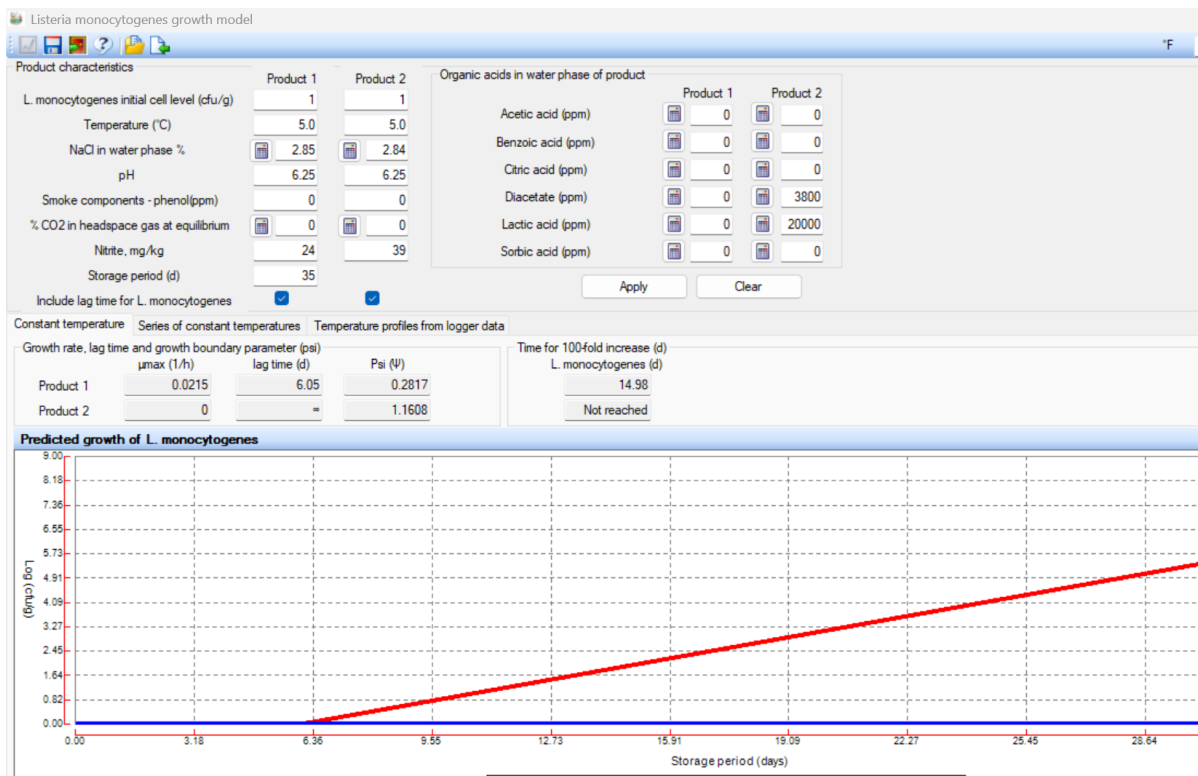 Listeria monocytogenes growth model
°F
Product characteristics
Product 1 Product 2
L. monocytogenes initial cell level (cfu/g) 1 1
Temperature (°C) 5.0 5.0
NaCl in water phase % 2.85 2.84
pH 6.25 6.25
Smoke components - phenol(ppm) 0 0
% CO2 in headspace gas at equilibrium 0 0
Nitrite, mg/kg 24 39
Storage period (d) 35
Include lag time for L. monocytogenes
Organic acids in water phase of product
Product 1 Product 2
Acetic acid (ppm) 0 0
Benzoic acid (ppm) 0 0
Citric acid (ppm) 0 0
Diacetate (ppm) 0 3800
Lactic acid (ppm) 0 20000
Sorbic acid (ppm) 0 0
Apply Clear
Constant temperature Series of constant temperatures Temperature profiles from logger data
Growth rate, lag time and growth boundary parameter (psi)
µmax (1/h) lag time (d) Psi (Ψ)
Product 1 0.0215 6.05 0.2817
Product 2 0 ∞ 1.1608
Time for 100-fold increase (d)
L. monocytogenes (d)
14.98
Not reached
Predicted growth of L. monocytogenes
9.00
8.18
7.36
6.55
5.73
4.91
4.09
3.27
2.45
1.64
0.82
0.00
Log (cfu/g)
0.00 3.18 6.36 9.55 12.73 15.91 19.09 22.27 25.45 28.64
Storage period (days)